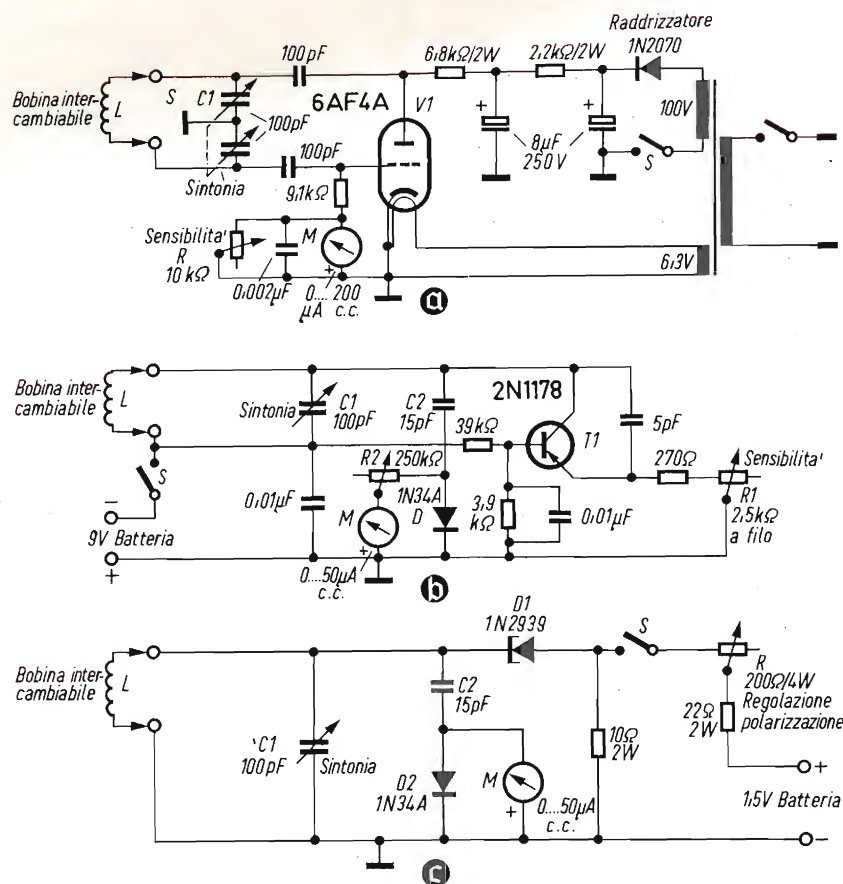 Raddrizzatore
1N2070
100pF
6,8kΩ/2W
2,2kΩ/2W
Bobina inter-
cambiabile
L
S
C1
6AF4A
V1
100V
100pF
100pF
8µF
250V
S
Sintonia
9,1kΩ
Sensibilita'
R
10kΩ
M
0,002µF
0....200
µA c.c.
6,3V
a
Bobina inter-
cambiabile
L
Sintonia
C1
100pF
C2
15pF
2N1178
T1
5pF
39kΩ
R2
250kΩ
270Ω
Sensibilita'
S
0,01µF
1N34A
D
3,9
kΩ
0,01µF
R1
2,5kΩ
a filo
9V Batteria
M
0....50µA
c.c.
b
D1
1N2939
S
Bobina inter-
cambiabile
L
C2
15pF
R
200Ω/4W
Regolazione
polarizzazione
C1
100pF
Sintonia
10Ω
2W
22Ω
2W
D2
1N34A
M
0....50µA
c.c.
1,5V Batteria
c